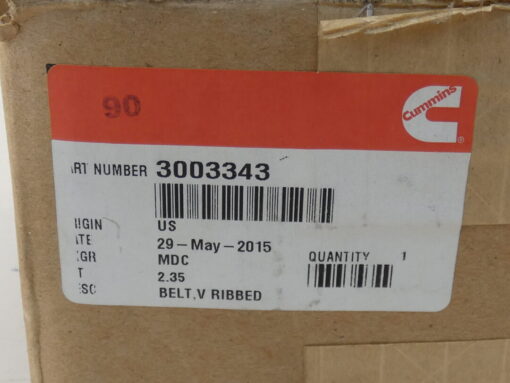 90
Cummins
ART NUMBER 3003343
IGIN US
ATE 29-May-2015
GR MDC
T 2.35 QUANTITY 1
ESC BELT,V RIBBED